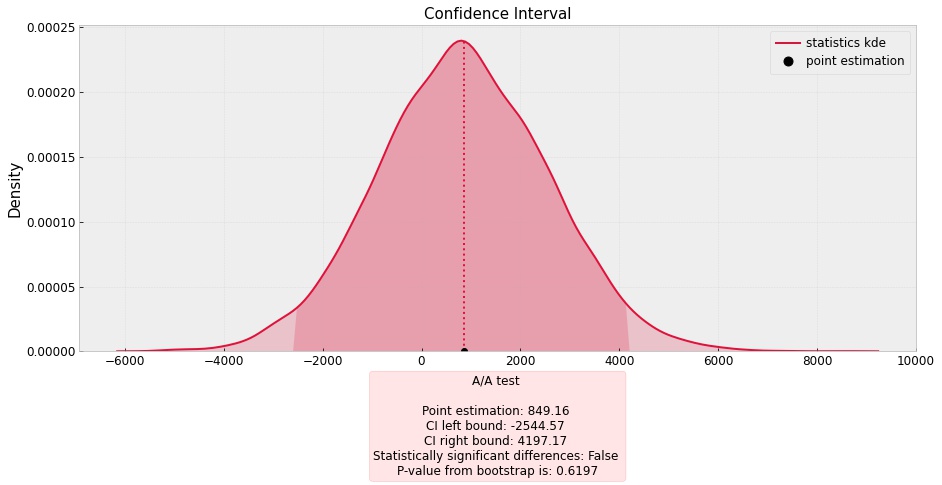 Confidence Interval
0.00025
0.00020
0.00015
0.00010
0.00005
0.00000
Density
statistics kde
point estimation
−6000 −4000 −2000 0 2000 4000 6000 8000 10000
A/A test
Point estimation: 849.16
CI left bound: -2544.57
CI right bound: 4197.17
Statistically significant differences: False
P-value from bootstrap is: 0.6197